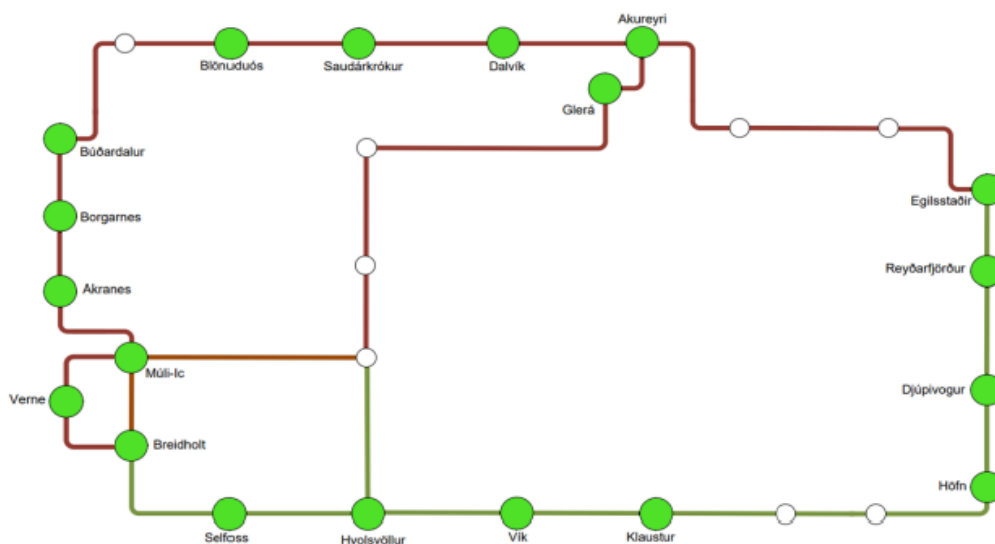 Akureyri
Blönuduós
Saudárkrókur
Dalvík
Glerá
Búðardalur
Egilsstaðir
Borgarnes
Reyðarfjörður
Akranes
Múli-Ic
Djúpivogur
Verne
Breidholt
Höfn
Selfoss
Hvolsvöllur
Vík
Klaustur